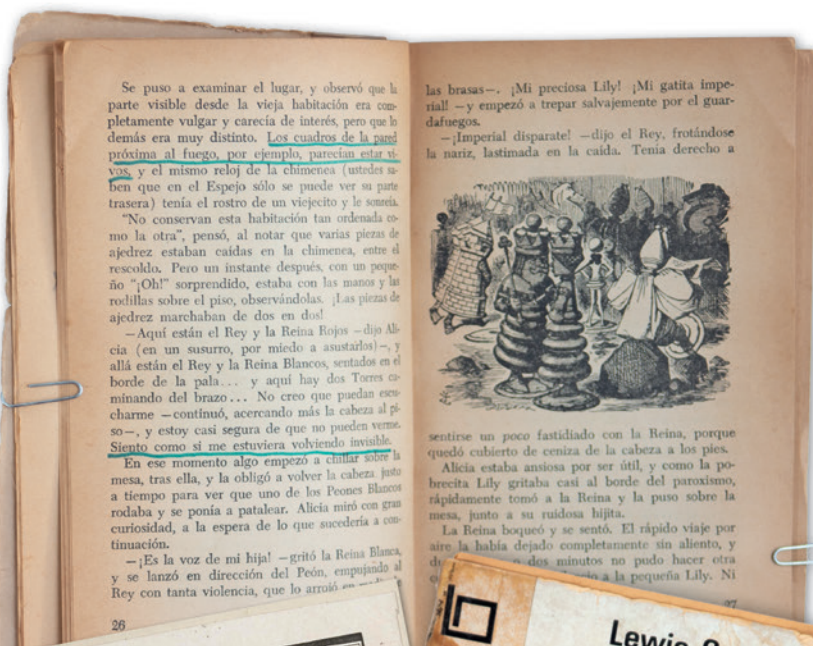 Se puso a examinar el lugar, y observó que la
parte visible desde la vieja habitación era com-
pletamente vulgar y carecía de interés, pero que lo
demás era muy distinto. Los cuadros de la pared
próxima al fuego, por ejemplo, parecían estar vi-
vos, y el mismo reloj de la chimenea (ustedes sa-
ben que en el Espejo sólo se puede ver su parte
trasera) tenía el rostro de un viejecito y le sonreía.
"No conservan esta habitación tan ordenada co-
mo la otra", pensó, al notar que varias piezas de
ajedrez estaban caídas en la chimenea, entre el
rescoldo. Pero un instante después, con un peque-
ño "¡Oh!" sorprendido, estaba con las manos y las
rodillas sobre el piso, observándolas. ¡Las piezas de
ajedrez marchaban de dos en dos!
—Aquí están el Rey y la Reina Rojos —dijo Ali-
cia (en un susurro, por miedo a asustarlos)—, y
allá están el Rey y la Reina Blancos, sentados en el
borde de la pala... y aquí hay dos Torres ca-
minando del brazo... No creo que puedan escu-
charme —continuó, acercando más la cabeza al pi-
so—, y estoy casi segura de que no pueden verme.
Siento como si me estuviera volviendo invisible.
En ese momento algo empezó a chillar sobre la
mesa, tras ella, y la obligó a volver la cabeza justo
a tiempo para ver que uno de los Peones Blancos
rodaba y se ponía a patalear. Alicia miró con gran
curiosidad, a la espera de lo que sucedería a con-
tinuación.
—¡Es la voz de mi hija! —gritó la Reina Blanca,
y se lanzó en dirección del Peón, empujando al
Rey con tanta violencia, que lo arrojó
26
las brasas—. ¡Mi preciosa Lily! ¡Mi gatita impe-
rial! —y empezó a trepar salvajemente por el guar-
dafuegos.
—¡Imperial disparate! —dijo el Rey, frotándose
la nariz, lastimada en la caída. Tenía derecho a
sentirse un poco fastidiado con la Reina, porque
quedó cubierto de ceniza de la cabeza a los pies.
Alicia estaba ansiosa por ser útil, y como la po-
brecita Lily gritaba casi al borde del paroxismo,
rápidamente tomó a la Reina y la puso sobre la
mesa, junto a su ruidosa hijita.
La Reina boqueó y se sentó. El rápido viaje por
aire la había dejado completamente sin aliento, y
dos minutos no pudo hacer otra
a la pequeña Lily. Ni
27
Lewis